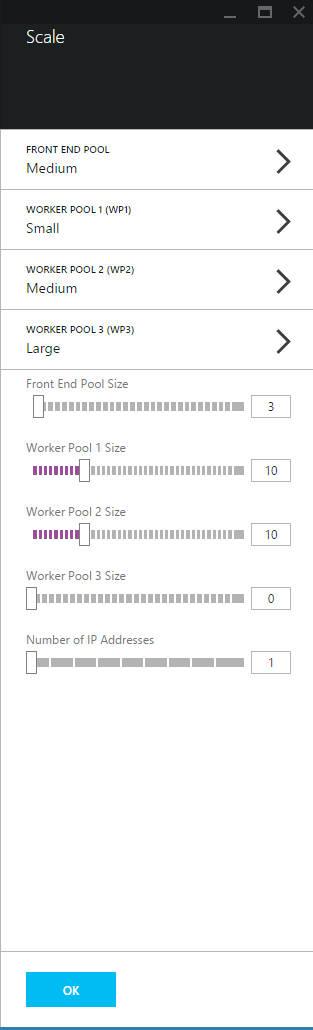 Scale
FRONT END POOL
Medium
WORKER POOL 1 (WP1)
Small
WORKER POOL 2 (WP2)
Medium
WORKER POOL 3 (WP3)
Large
Front End Pool Size
3
Worker Pool 1 Size
10
Worker Pool 2 Size
10
Worker Pool 3 Size
0
Number of IP Addresses
1
OK